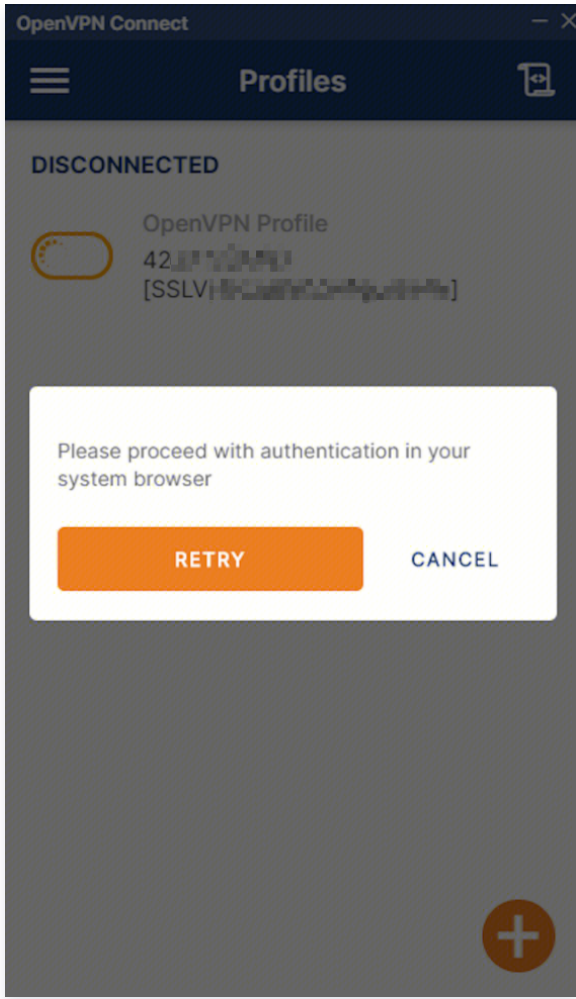 OpenVPN Connect
Profiles
DISCONNECTED
OpenVPN Profile
42
[SSLV
Please proceed with authentication in your
system browser
RETRY
CANCEL